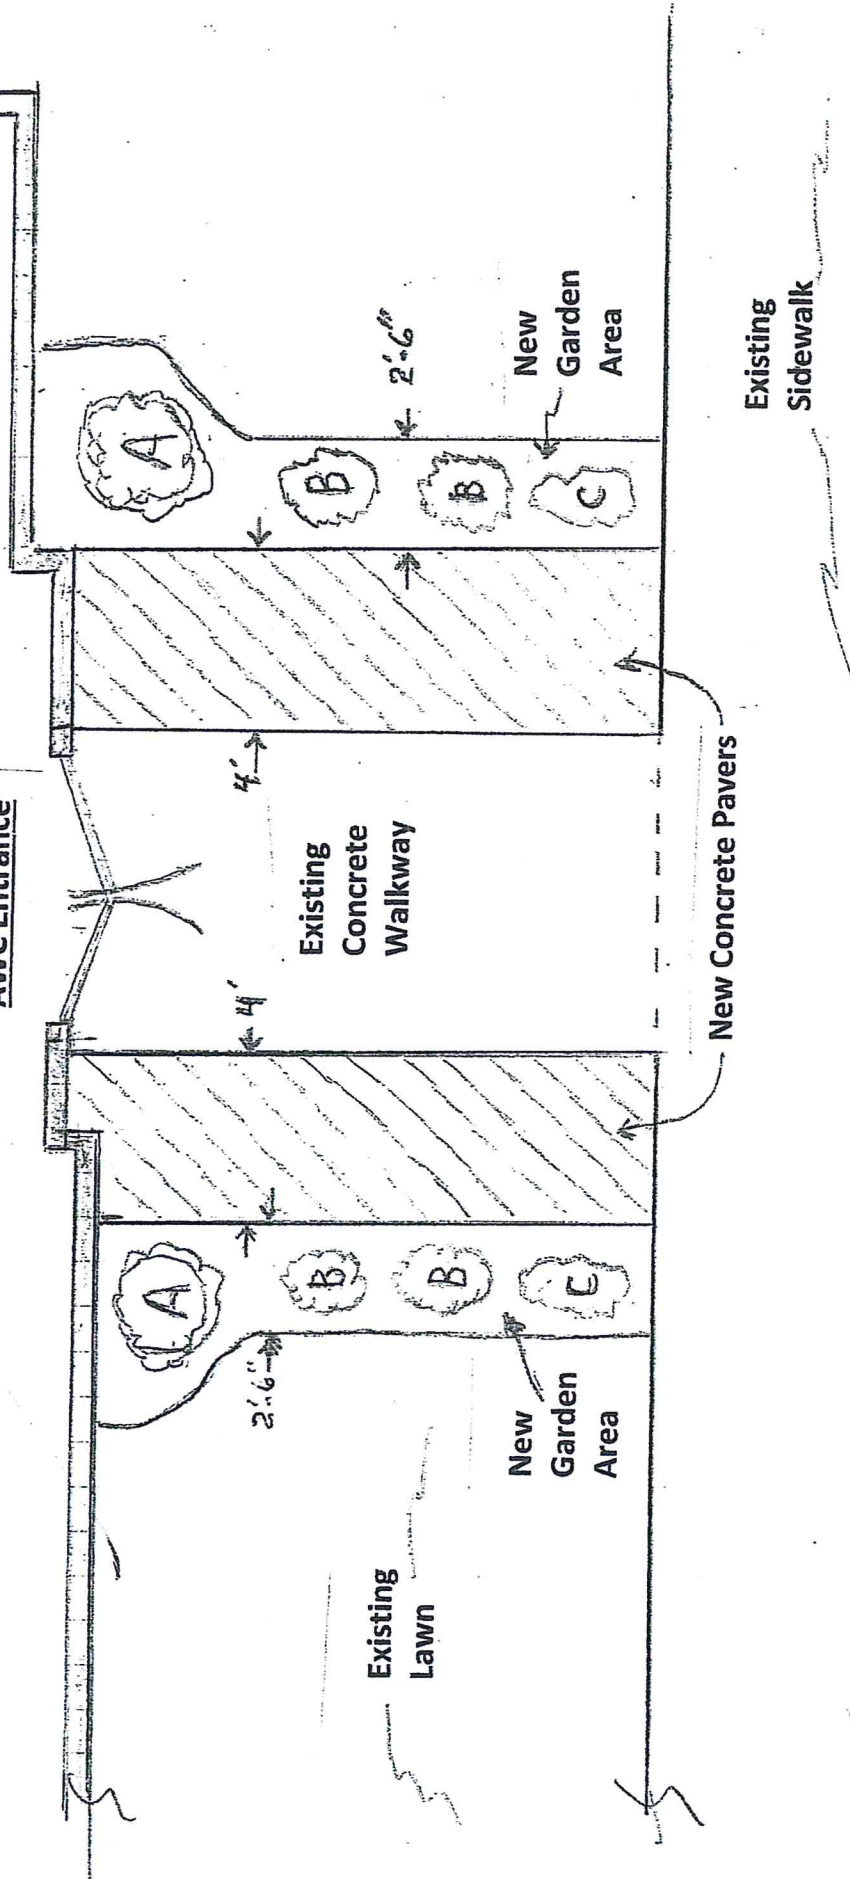 AWC Entrance
A
A
4'
4'
2'-6"
B
B
Existing
Concrete
Walkway
2'-6"
Existing
Lawn
B
B
New
Garden
Area
New
Garden
Area
C
C
New Concrete Pavers
Existing
Sidewalk